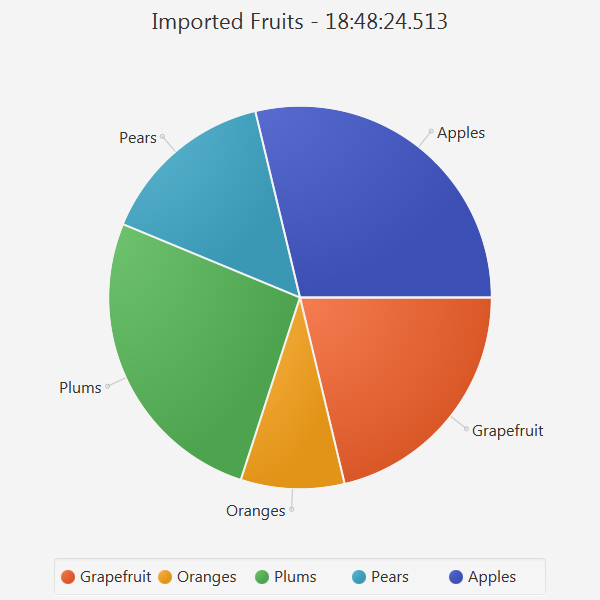 Imported Fruits - 18:48:24.513
Pears
Apples
Plums
Grapefruit
Oranges
Grapefruit Oranges Plums Pears Apples